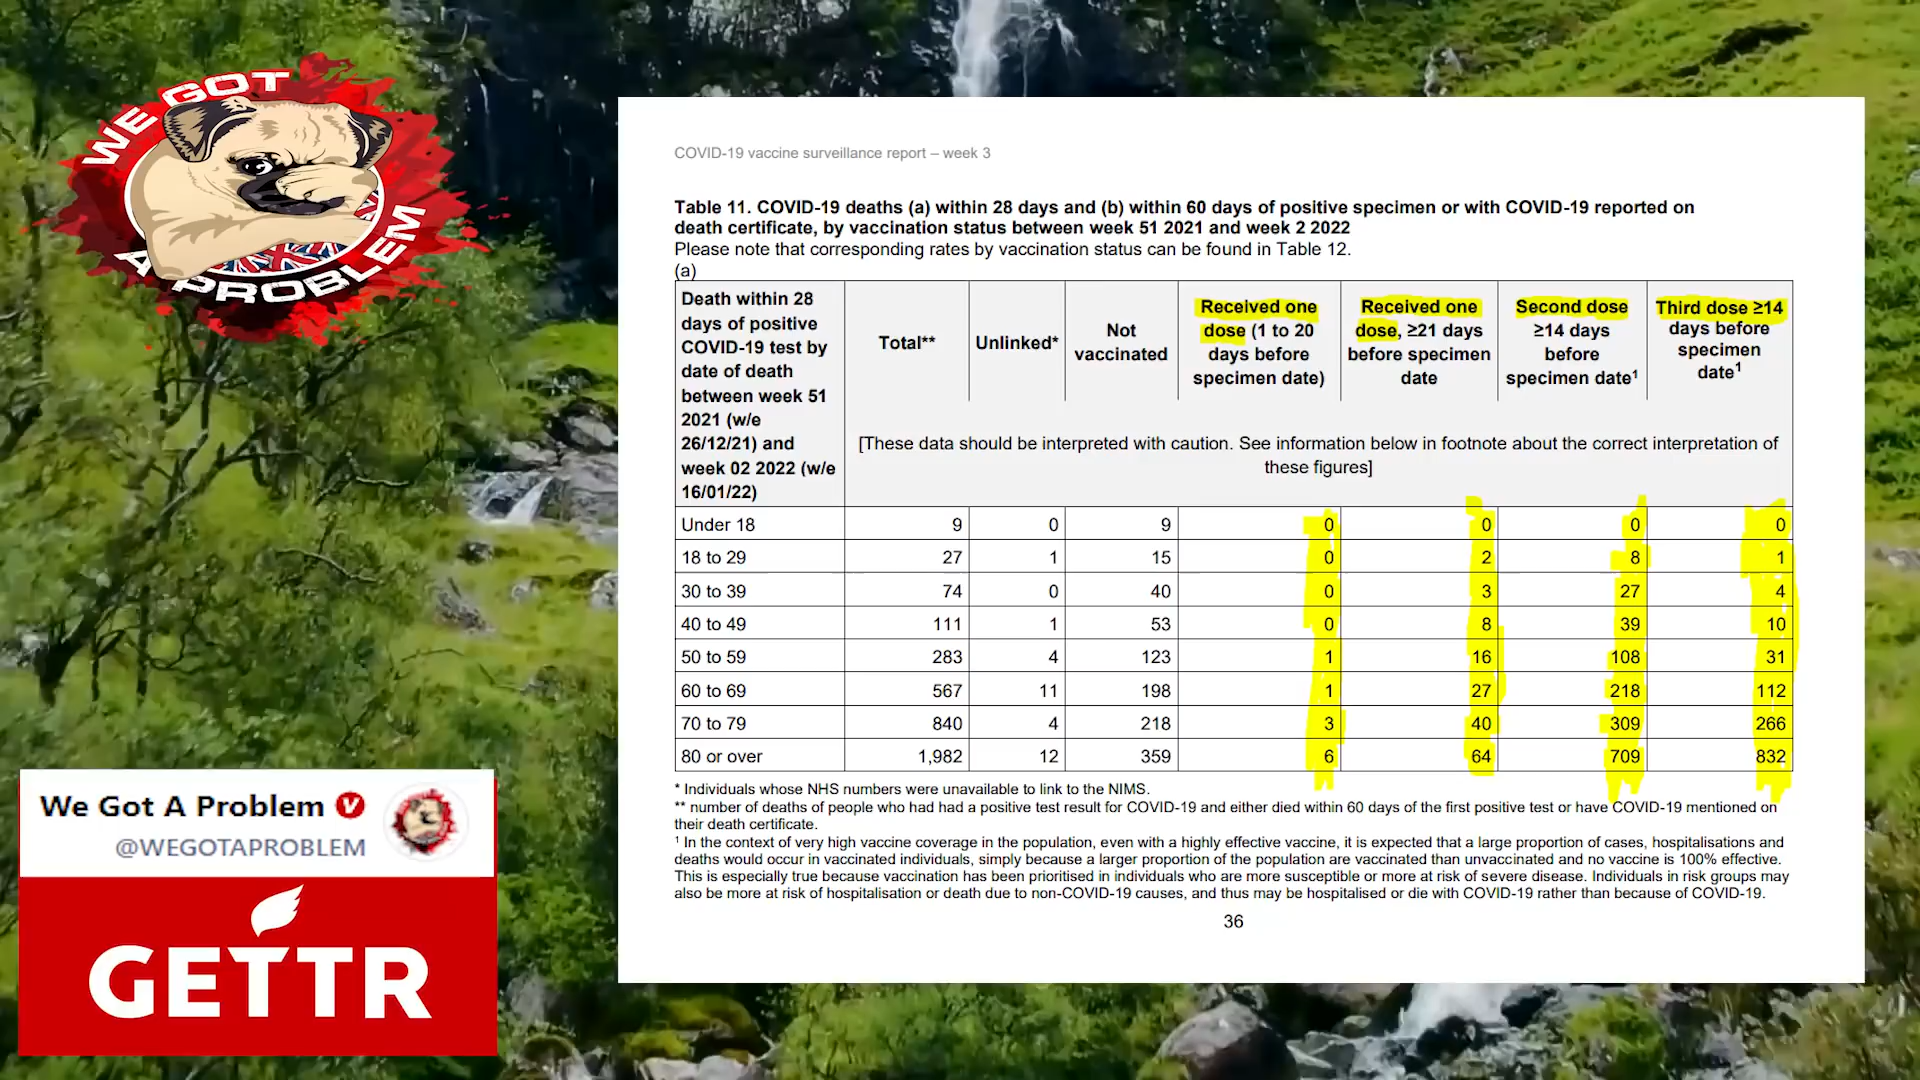 WE GOT
A PROBLEM
We Got A Problem
@WEGOTAPROBLEM
GETTR
COVID-19 vaccine surveillance report – week 3
Table 11. COVID-19 deaths (a) within 28 days and (b) within 60 days of positive specimen or with COVID-19 reported on
death certificate, by vaccination status between week 51 2021 and week 2 2022
Please note that corresponding rates by vaccination status can be found in Table 12.
(a)
Death within 28
days of positive
COVID-19 test by
date of death
between week 51
2021 (w/e
26/12/21) and
week 02 2022 (w/e
16/01/22)
Total**
Unlinked*
Not
vaccinated
Received one
dose (1 to 20
days before
specimen date)
Received one
dose, ≥21 days
before specimen
date
Second dose
≥14 days
before
specimen date¹
Third dose ≥14
days before
specimen
date¹
[These data should be interpreted with caution. See information below in footnote about the correct interpretation of
these figures]
Under 18 9 0 9 0 0 0 0
18 to 29 27 1 15 0 2 8 1
30 to 39 74 0 40 0 3 27 4
40 to 49 111 1 53 0 8 39 10
50 to 59 283 4 123 1 16 108 31
60 to 69 567 11 198 1 27 218 112
70 to 79 840 4 218 3 40 309 266
80 or over 1,982 12 359 6 64 709 832
* Individuals whose NHS numbers were unavailable to link to the NIMS.
** number of deaths of people who had had a positive test result for COVID-19 and either died within 60 days of the first positive test or have COVID-19 mentioned on
their death certificate.
¹ In the context of very high vaccine coverage in the population, even with a highly effective vaccine, it is expected that a large proportion of cases, hospitalisations and
deaths would occur in vaccinated individuals, simply because a larger proportion of the population are vaccinated than unvaccinated and no vaccine is 100% effective.
This is especially true because vaccination has been prioritised in individuals who are more susceptible or more at risk of severe disease. Individuals in risk groups may
also be more at risk of hospitalisation or death due to non-COVID-19 causes, and thus may be hospitalised or die with COVID-19 rather than because of COVID-19.
36